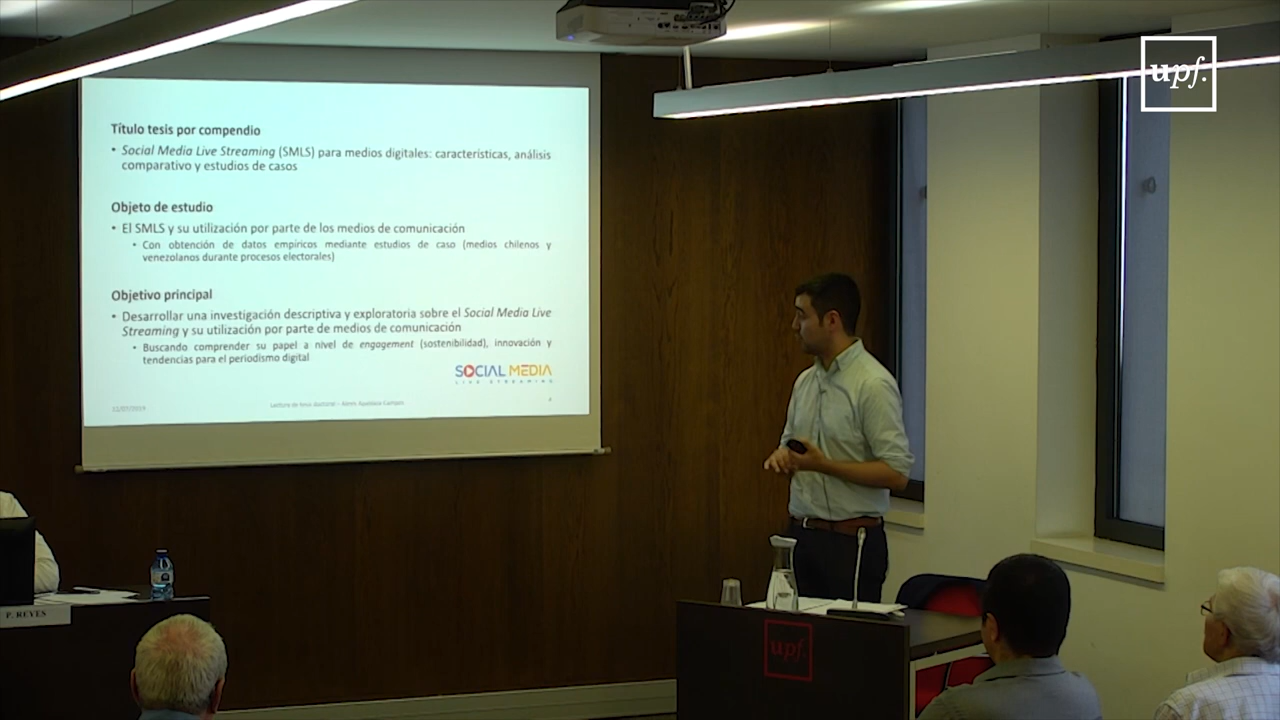 upf.
Título tesis por compendio
• Social Media Live Streaming (SMLS) para medios digitales: características, análisis
comparativo y estudios de casos
Objeto de estudio
• El SMLS y su utilización por parte de los medios de comunicación
• Con obtención de datos empíricos mediante estudios de caso (medios chilenos y
venezolanos durante procesos electorales)
Objetivo principal
• Desarrollar una investigación descriptiva y exploratoria sobre el Social Media Live
Streaming y su utilización por parte de medios de comunicación
• Buscando comprender su papel a nivel de engagement (sostenibilidad), innovación y
tendencias para el periodismo digital
SOCIAL MEDIA
LIVE STREAMING
Lectura de tesis doctoral –
P. REYES
upf.